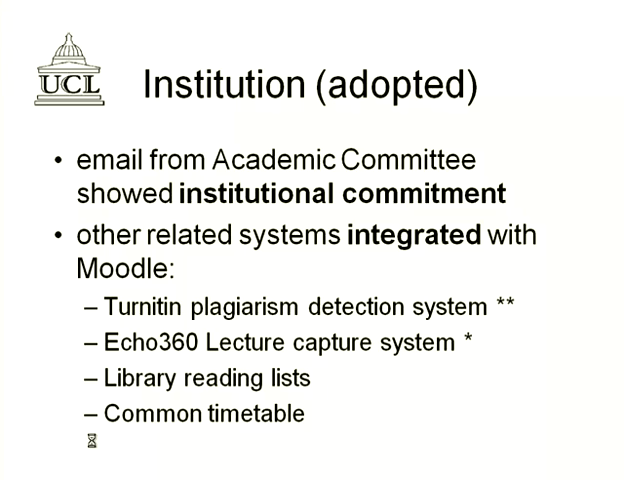 UCL
Institution (adopted)
• email from Academic Committee
showed institutional commitment
• other related systems integrated with
Moodle:
– Turnitin plagiarism detection system **
– Echo360 Lecture capture system *
– Library reading lists
– Common timetable